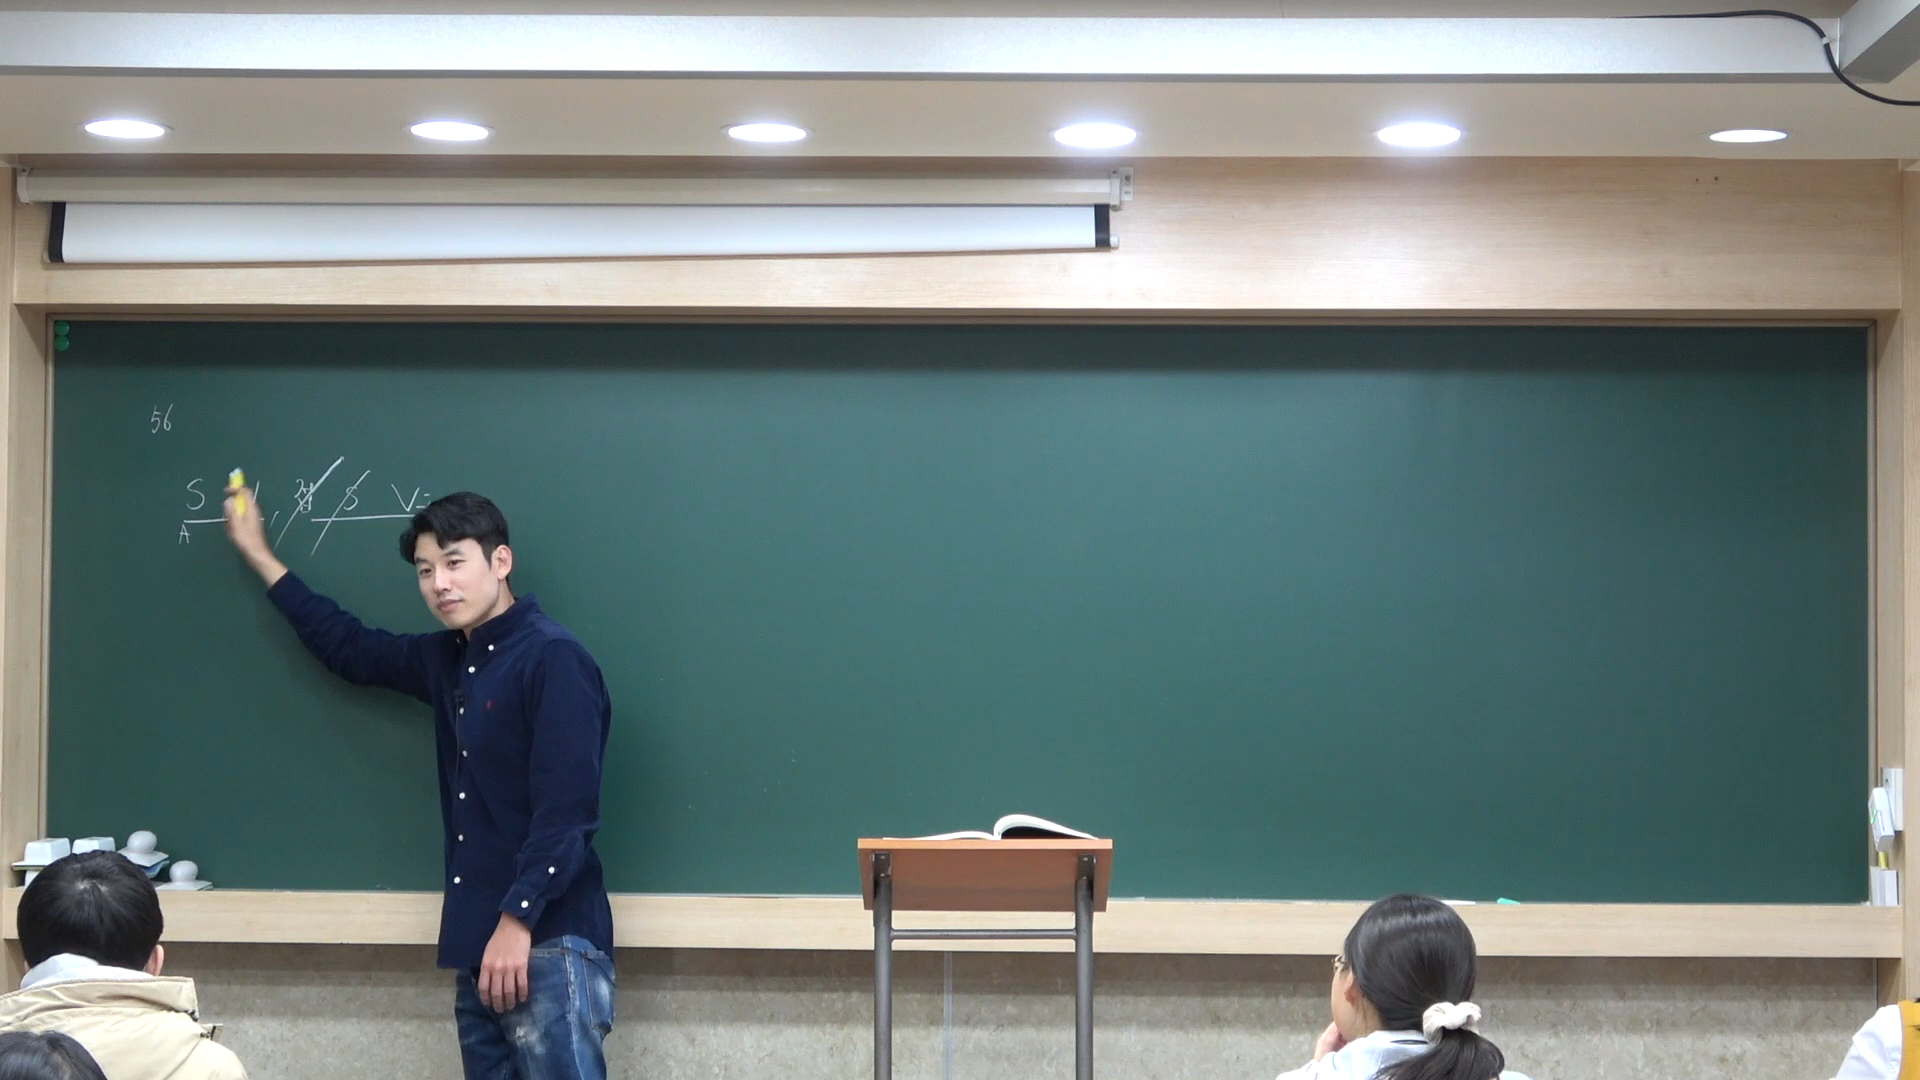 56
S V, 접 S V=
A